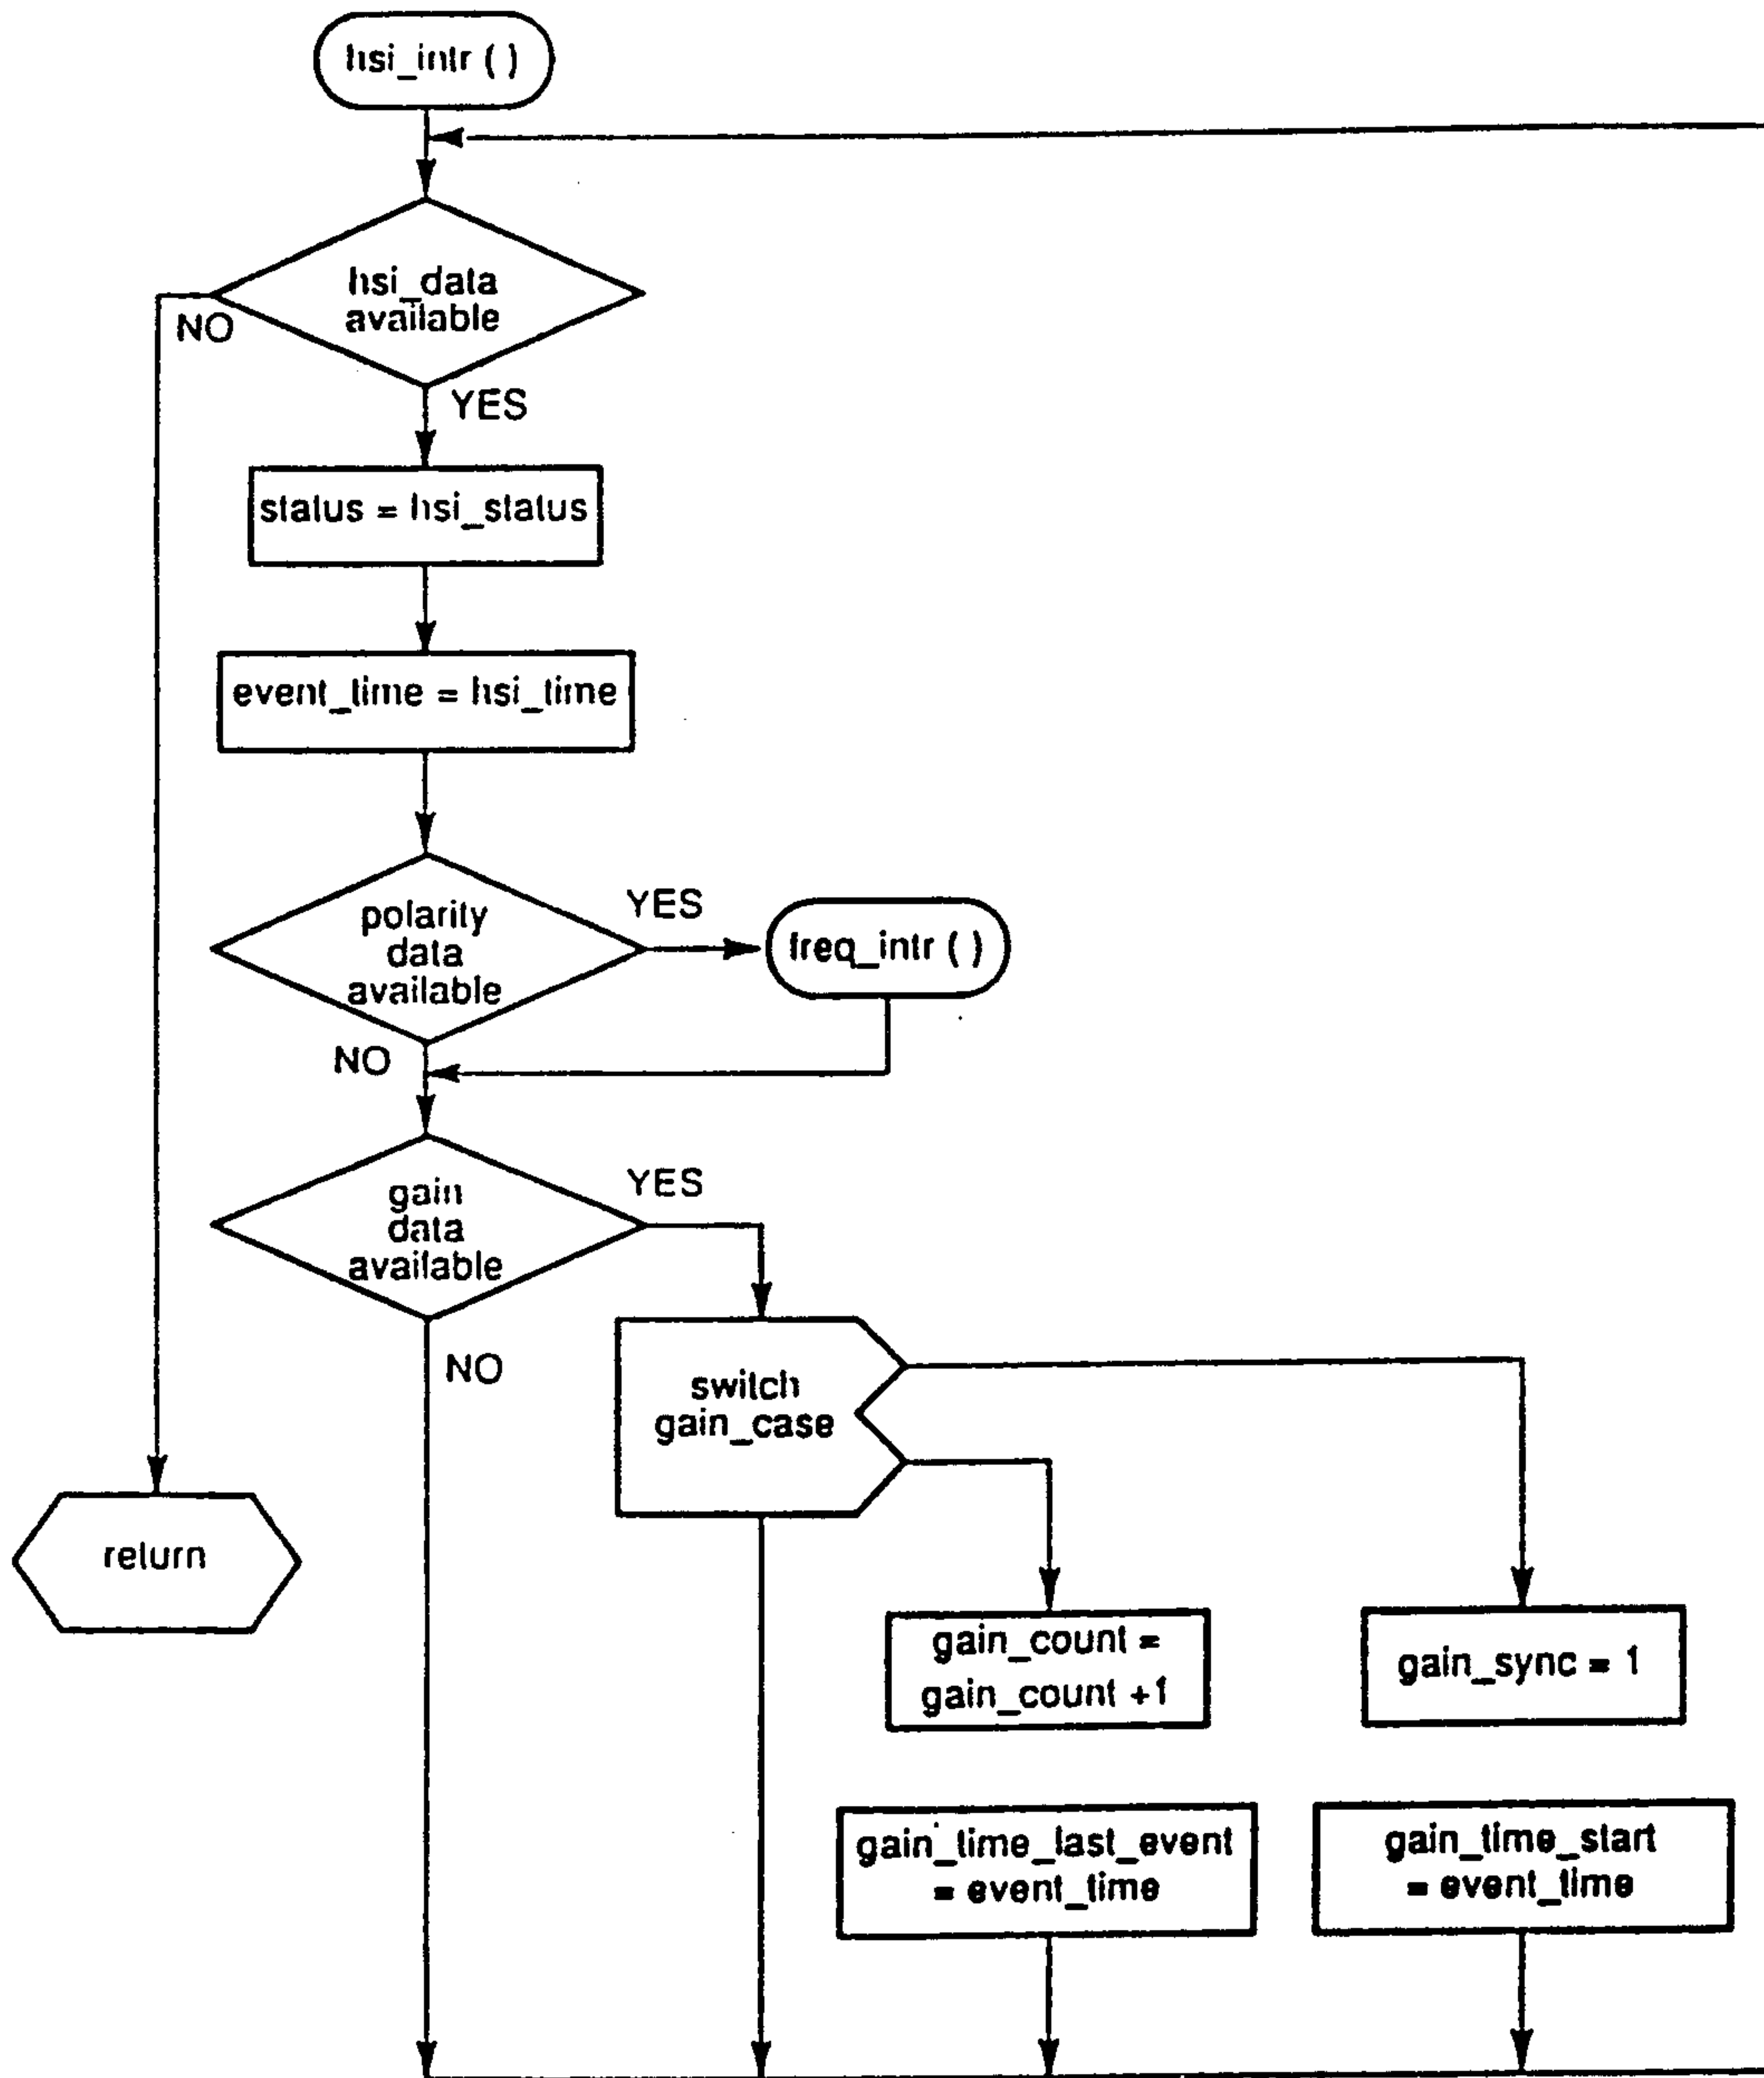 hsi_intr ( )
hsi_data
available
NO
YES
status = hsi_status
event_time = hsi_time
polarity
data
available
YES
freq_intr ( )
NO
gain
data
available
YES
NO
switch
gain_case
return
gain_count =
gain_count +1
gain_sync = 1
gain_time_last_event
= event_time
gain_time_start
= event_time